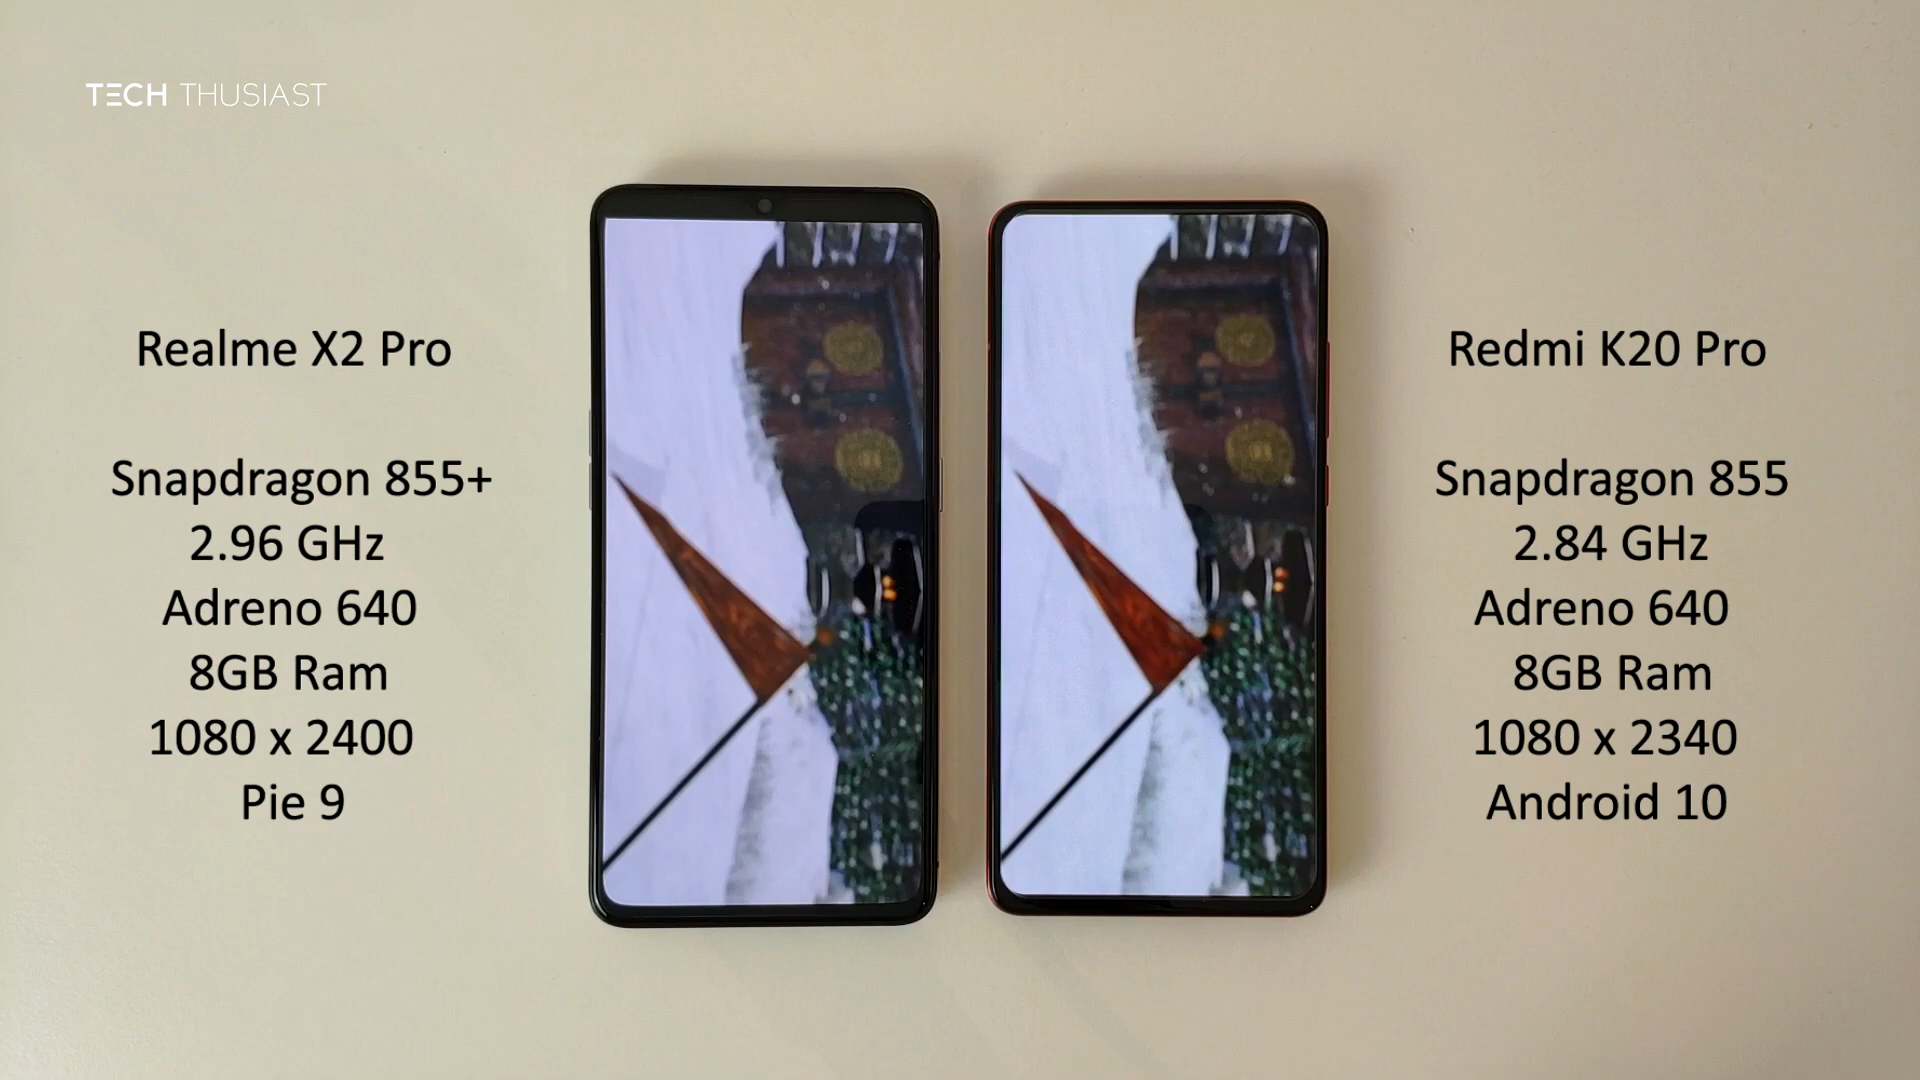 TECH THUSIAST
Realme X2 Pro
Snapdragon 855+
2.96 GHz
Adreno 640
8GB Ram
1080 x 2400
Pie 9
Redmi K20 Pro
Snapdragon 855
2.84 GHz
Adreno 640
8GB Ram
1080 x 2340
Android 10